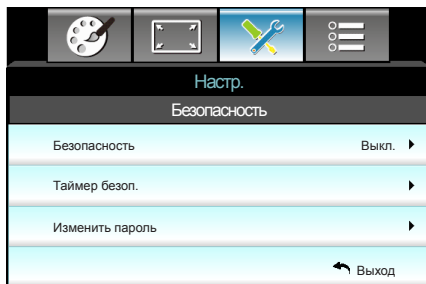 Настр.
Безопасность
Безопасность Выкл.
Таймер безоп.
Изменить пароль
Выход